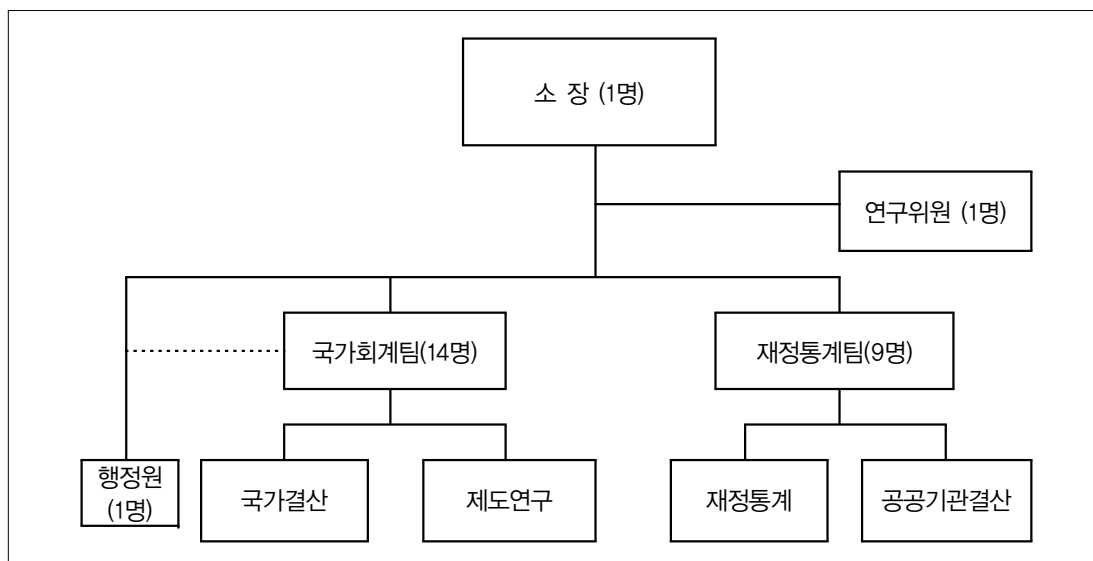 소 장 (1명)
연구위원 (1명)
국가회계팀(14명)
재정통계팀(9명)
행정원
(1명)
국가결산
제도연구
재정통계
공공기관결산